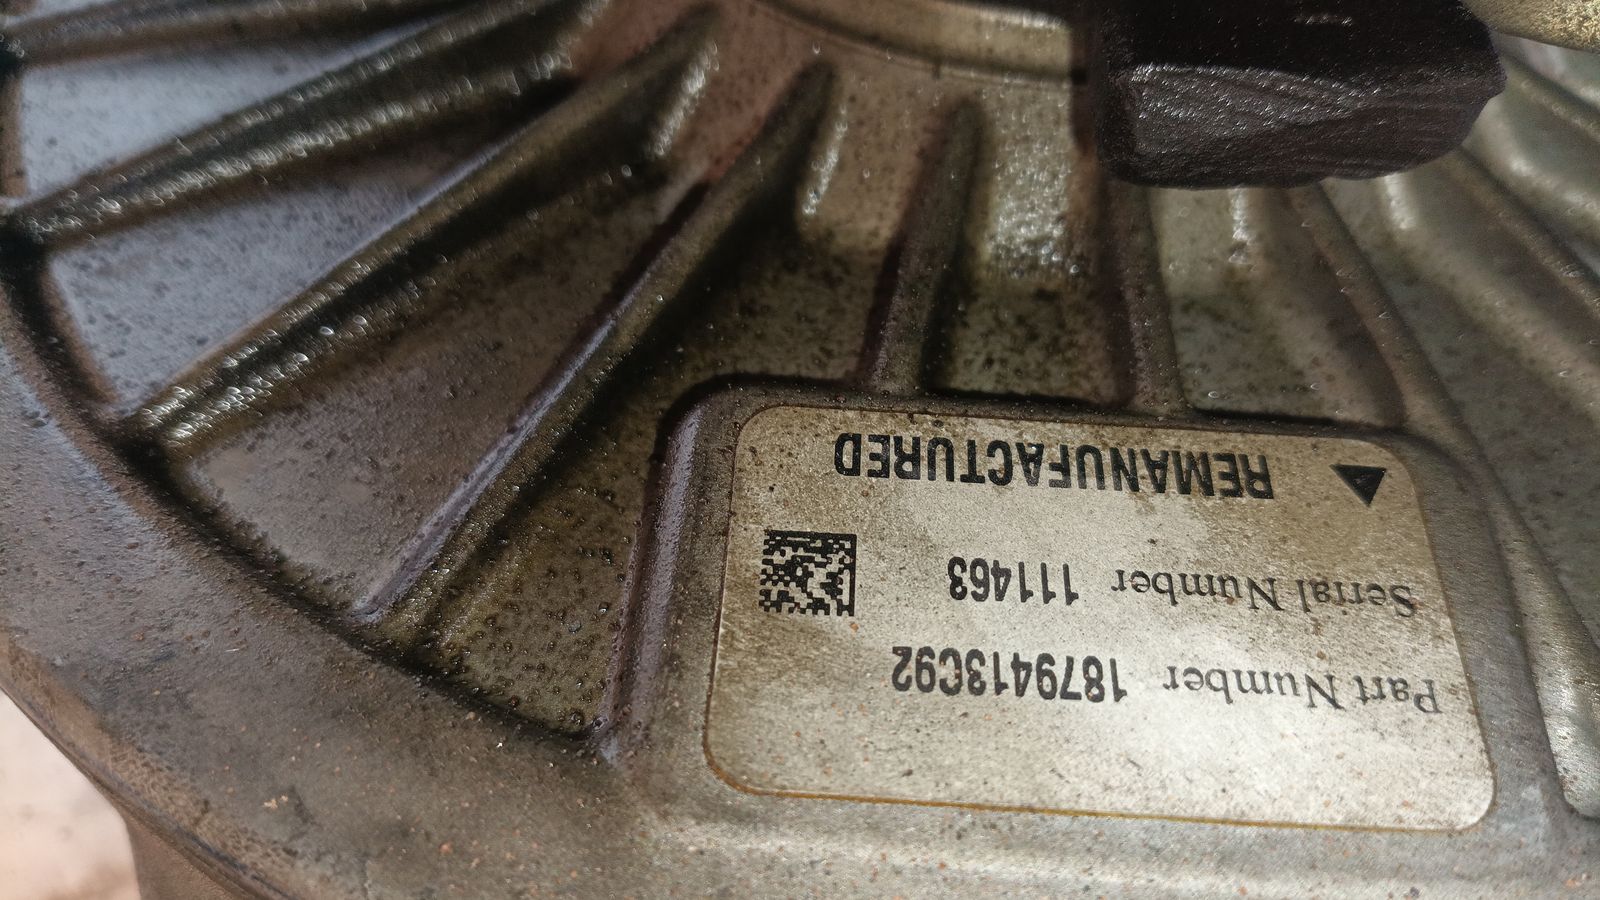 Part Number 1879413C92
Serial Number 111463
REMANUFACTURED